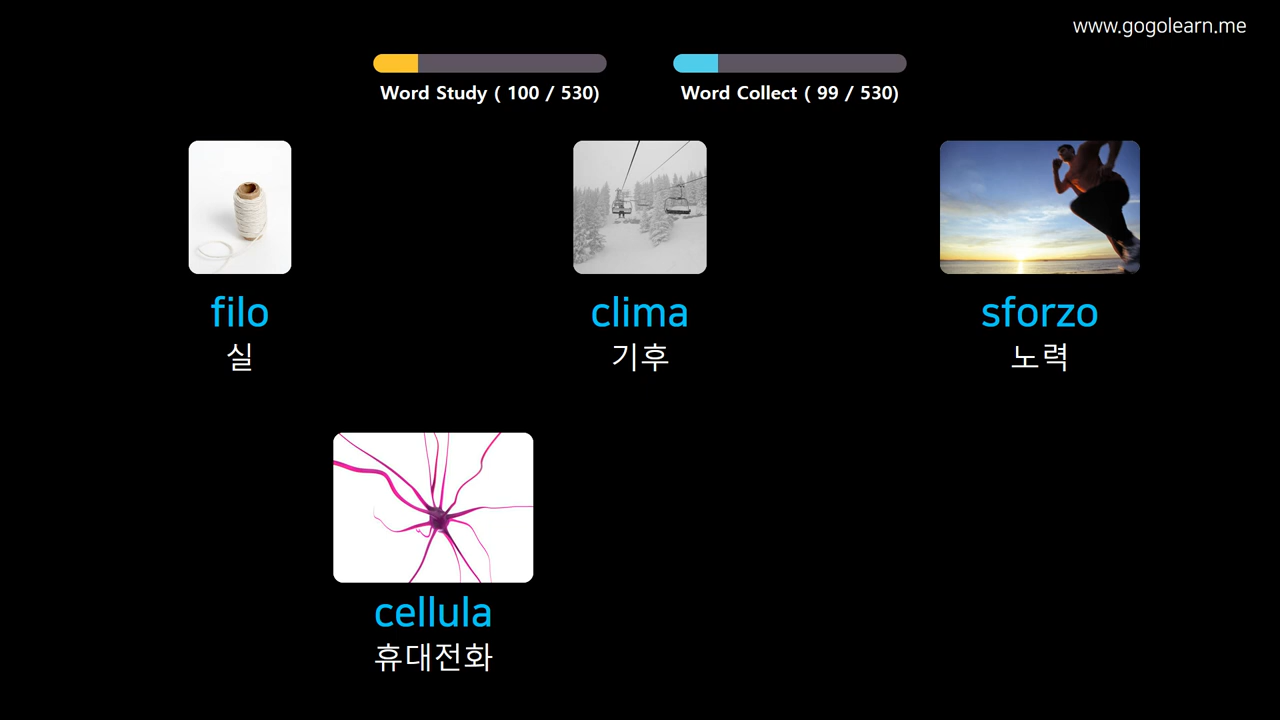 www.gogolearn.me
Word Study ( 100 / 530)
Word Collect ( 99 / 530)
filo
실
clima
기후
sforzo
노력
cellula
휴대전화